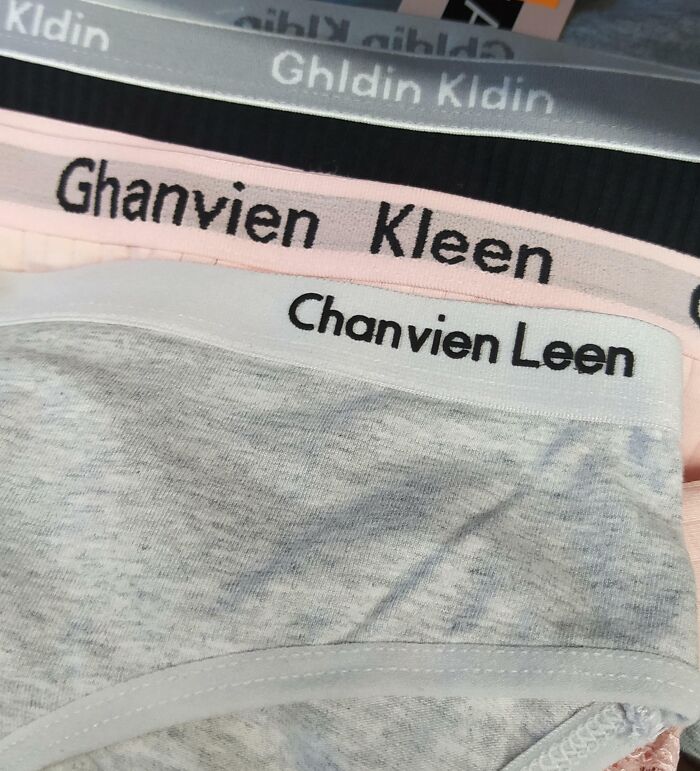 Kldin Ghldin Kldin
Ghanvien Kleen
Chanvien Leen